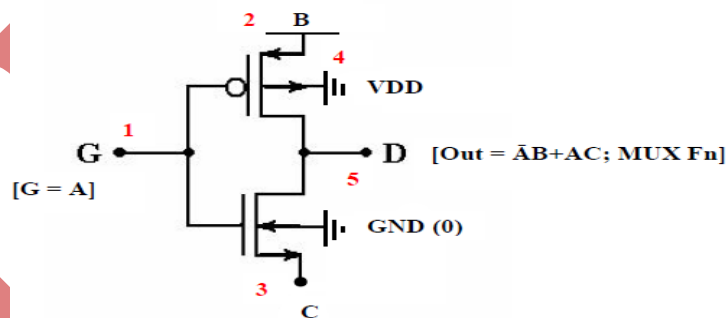 2 B
4
VDD
1
G D [Out = ĀB+AC; MUX Fn]
5
[G = A]
GND (0)
3
C